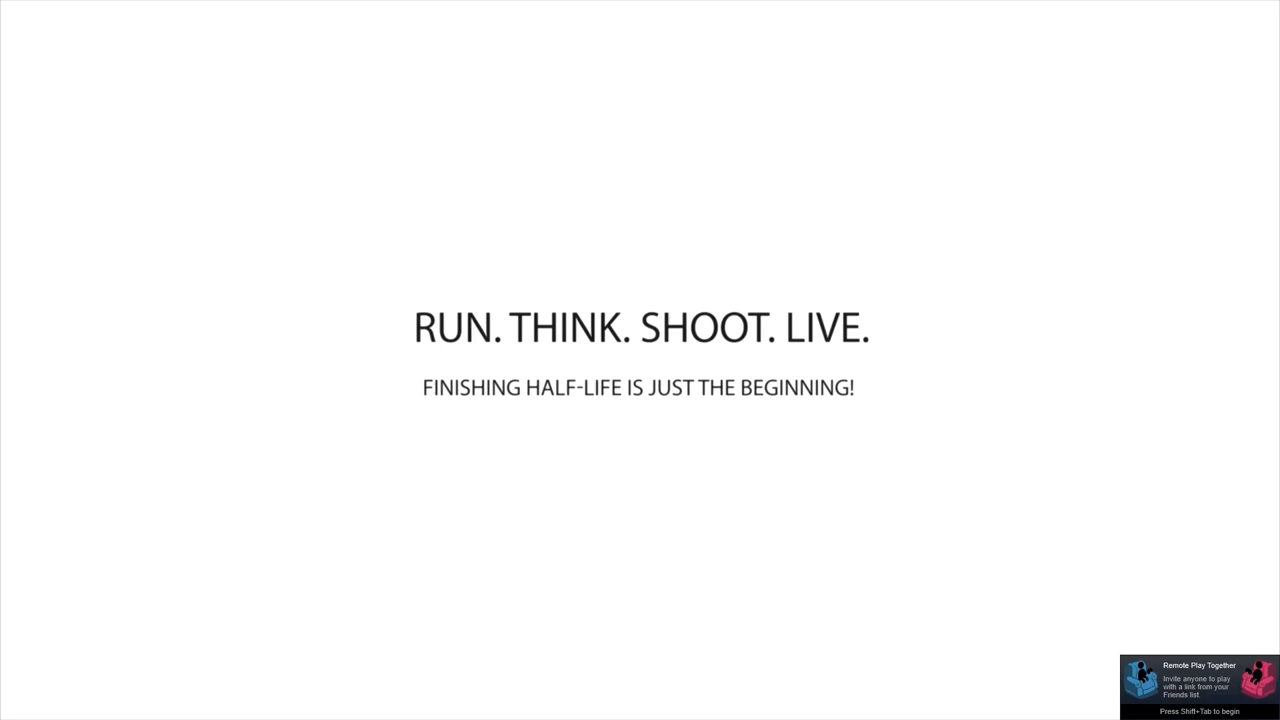 RUN. THINK. SHOOT. LIVE.
FINISHING HALF-LIFE IS JUST THE BEGINNING!
Remote Play Together
Invite anyone to play
with a link from your
Friends list
Press Shift+Tab to begin